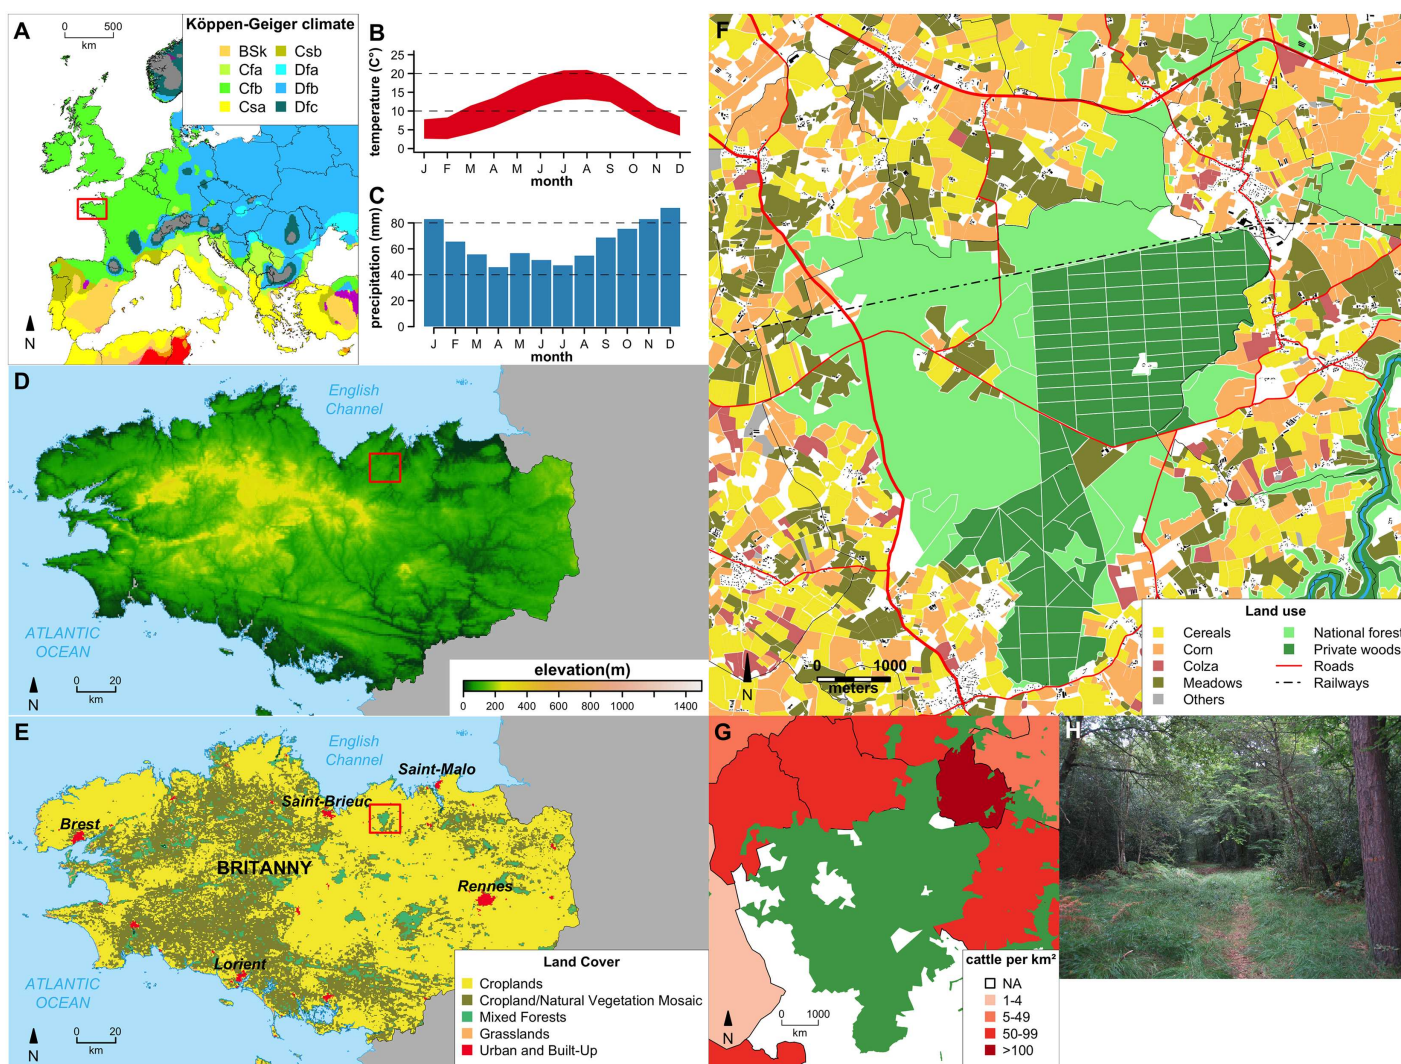 A
0 500
km
Köppen-Geiger climate
BSk Csb
Cfa Dfa
Cfb Dfb
Csa Dfc
N
B
temperature (C°)
25
20
15
10
5
0
J F M A M J J A S O N D
month
C
precipitation (mm)
80
60
40
20
0
J F M A M J J A S O N D
month
D
English
Channel
ATLANTIC
OCEAN
N
0 20
km
elevation(m)
0 200 400 600 800 1000 1400
E
English
Channel
Saint-Malo
Saint-Brieuc
Brest
BRITANNY
Rennes
Lorient
ATLANTIC
OCEAN
N
0 20
km
Land Cover
Croplands
Cropland/Natural Vegetation Mosaic
Mixed Forests
Grasslands
Urban and Built-Up
F
N
0 1000
meters
Land use
Cereals National forest
Corn Private woods
Colza Roads
Meadows Railways
Others
G
N
0 1000
km
cattle per km²
NA
1-4
5-49
50-99
>100
H